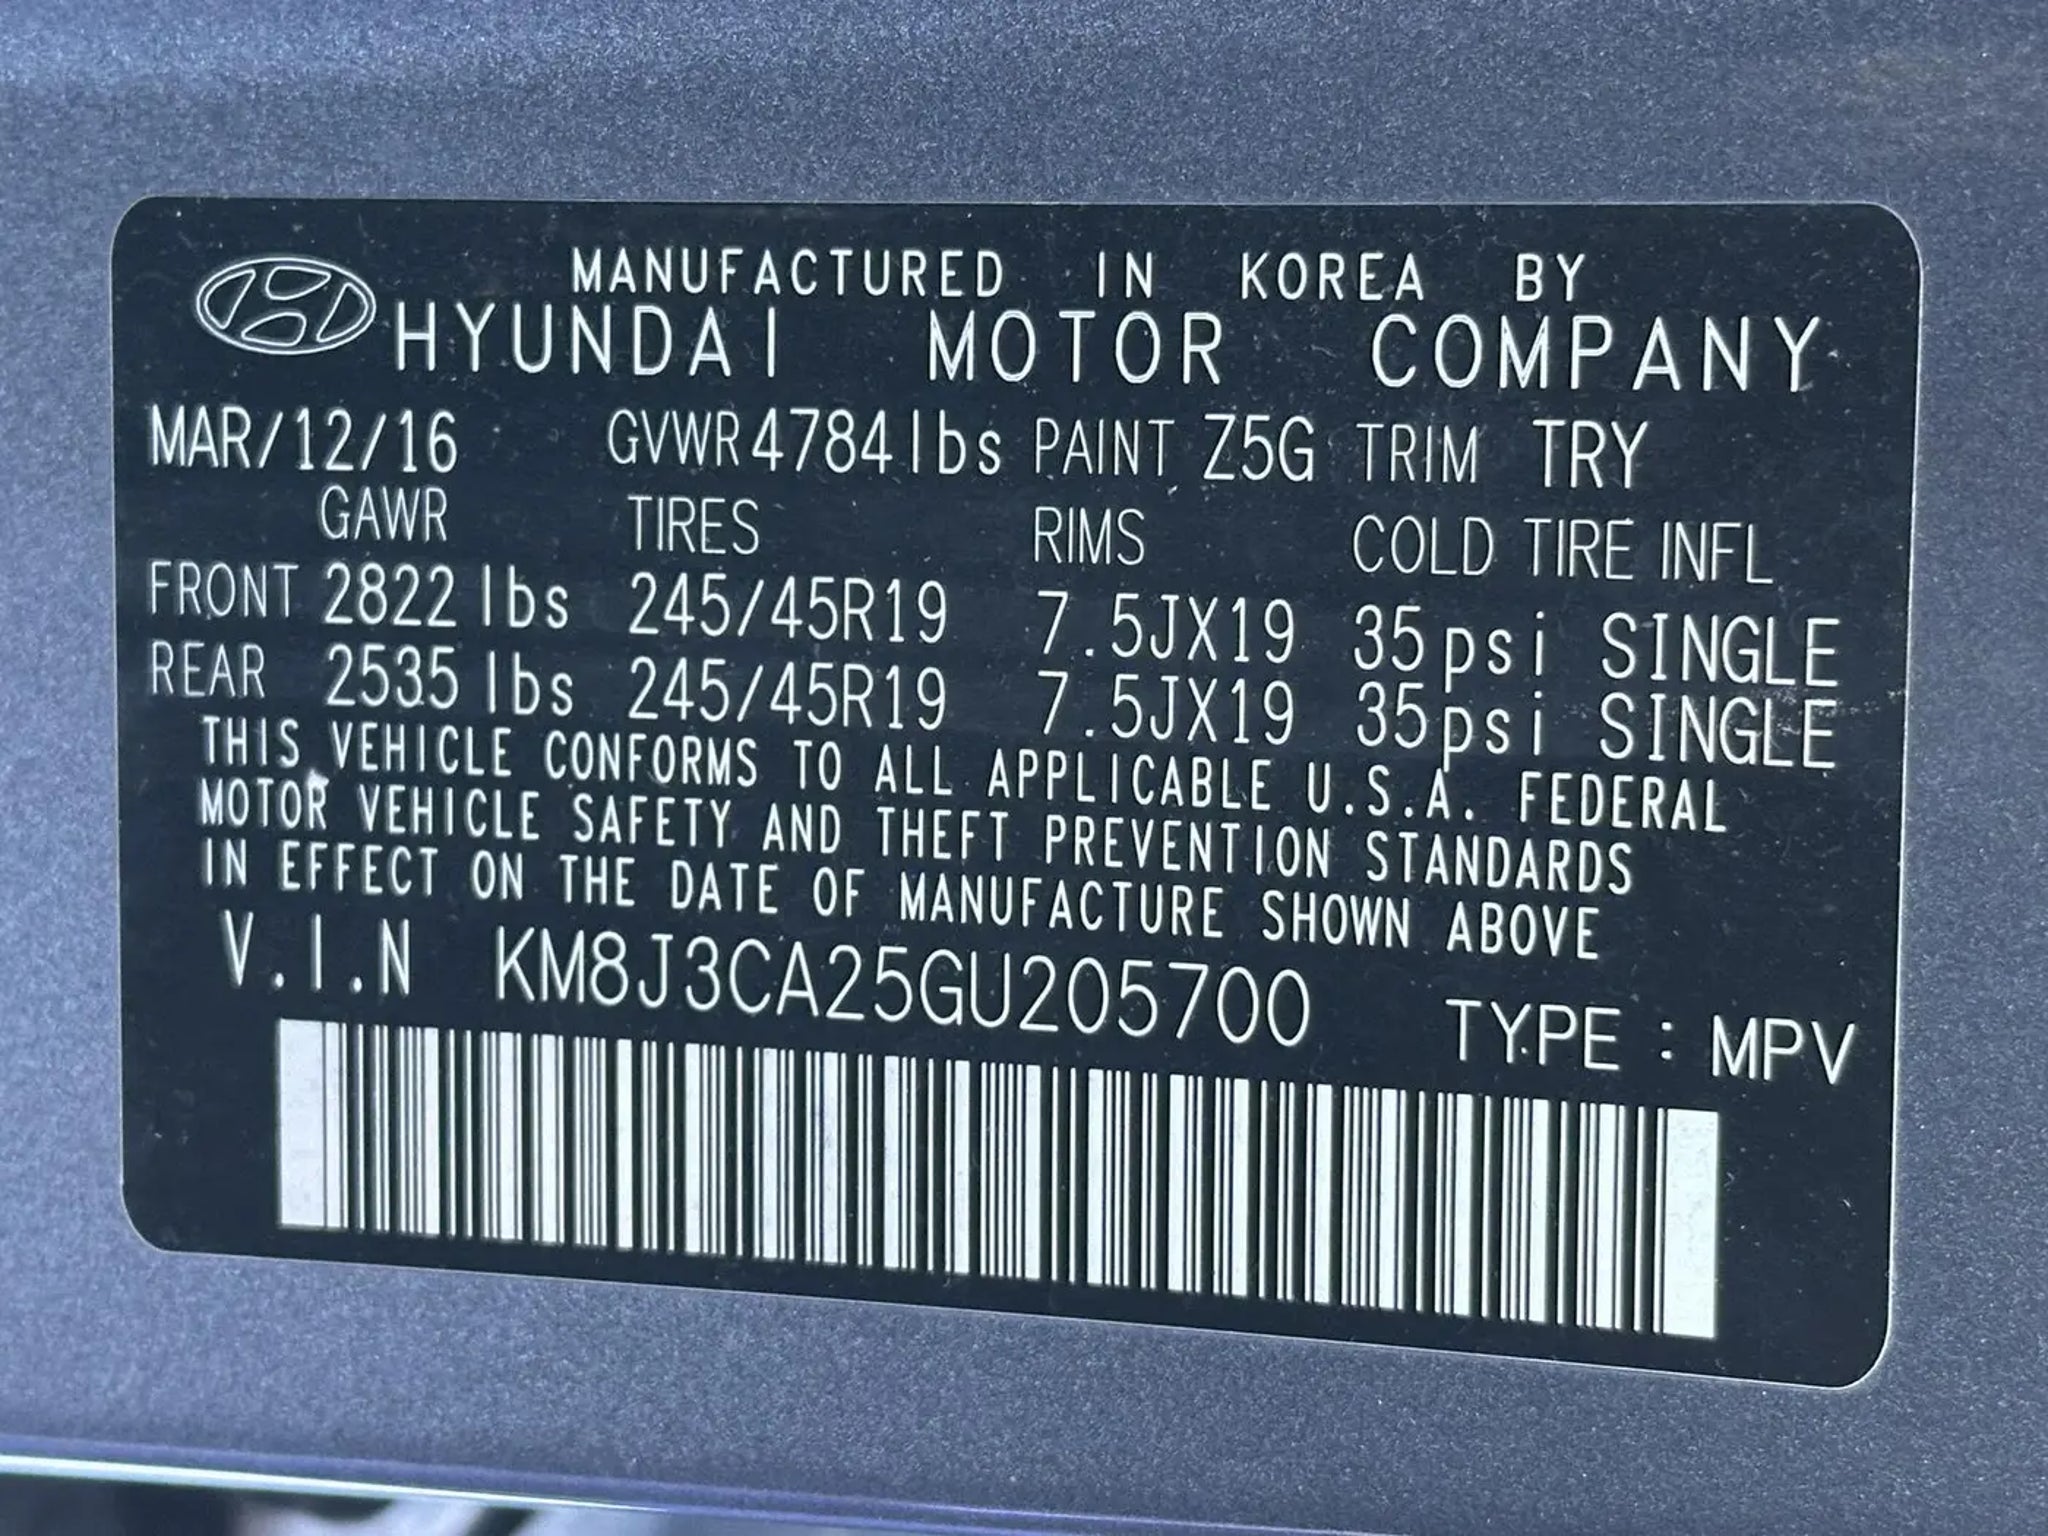 MANUFACTURED IN KOREA BY
HYUNDAI MOTOR COMPANY
MAR/12/16 GVWR 4784lbs PAINT Z5G TRIM TRY
GAWR TIRES RIMS COLD TIRE INFL
FRONT 2822 lbs 245/45R19 7.5JX19 35psi SINGLE
REAR 2535 lbs 245/45R19 7.5JX19 35psi SINGLE
THIS VEHICLE CONFORMS TO ALL APPLICABLE U.S.A. FEDERAL
MOTOR VEHICLE SAFETY AND THEFT PREVENTION STANDARDS
IN EFFECT ON THE DATE OF MANUFACTURE SHOWN ABOVE
V.I.N KM8J3CA25GU205700 TYPE : MPV